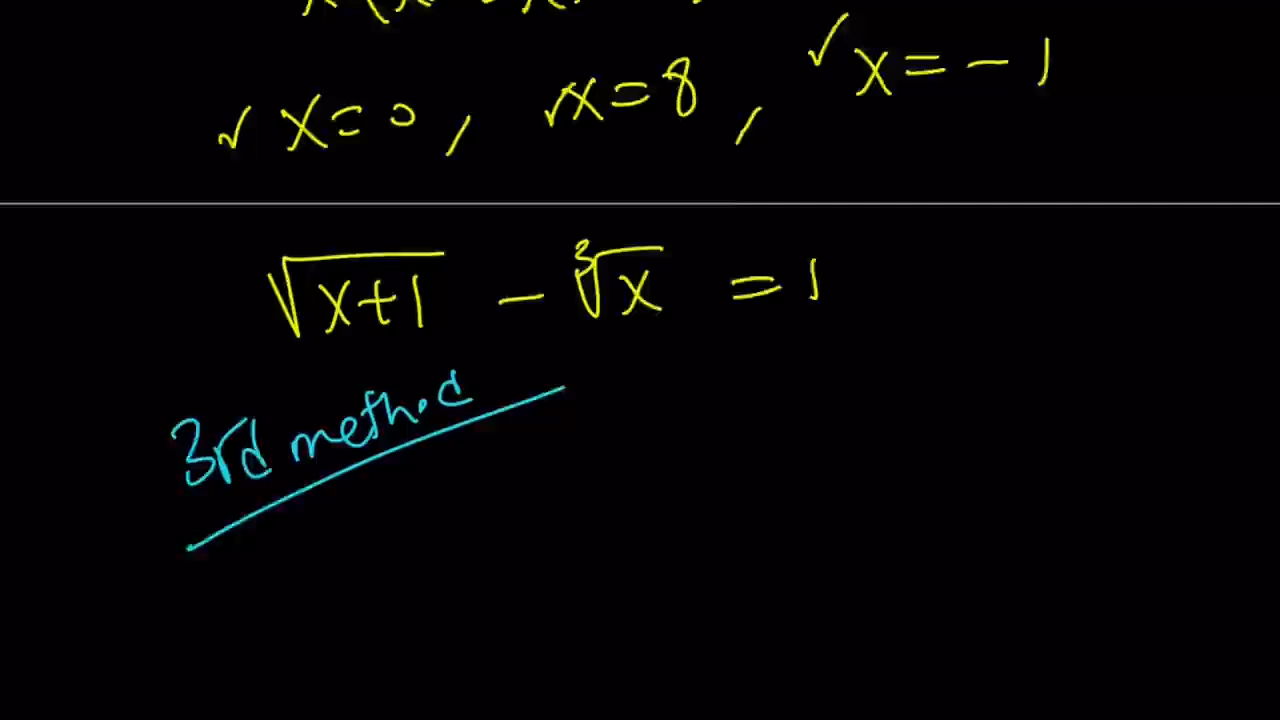 ✓ x = 0 , ✓ x = 8 , ✓ x = - 1
√(x+1) - ∛x = 1
3rd method